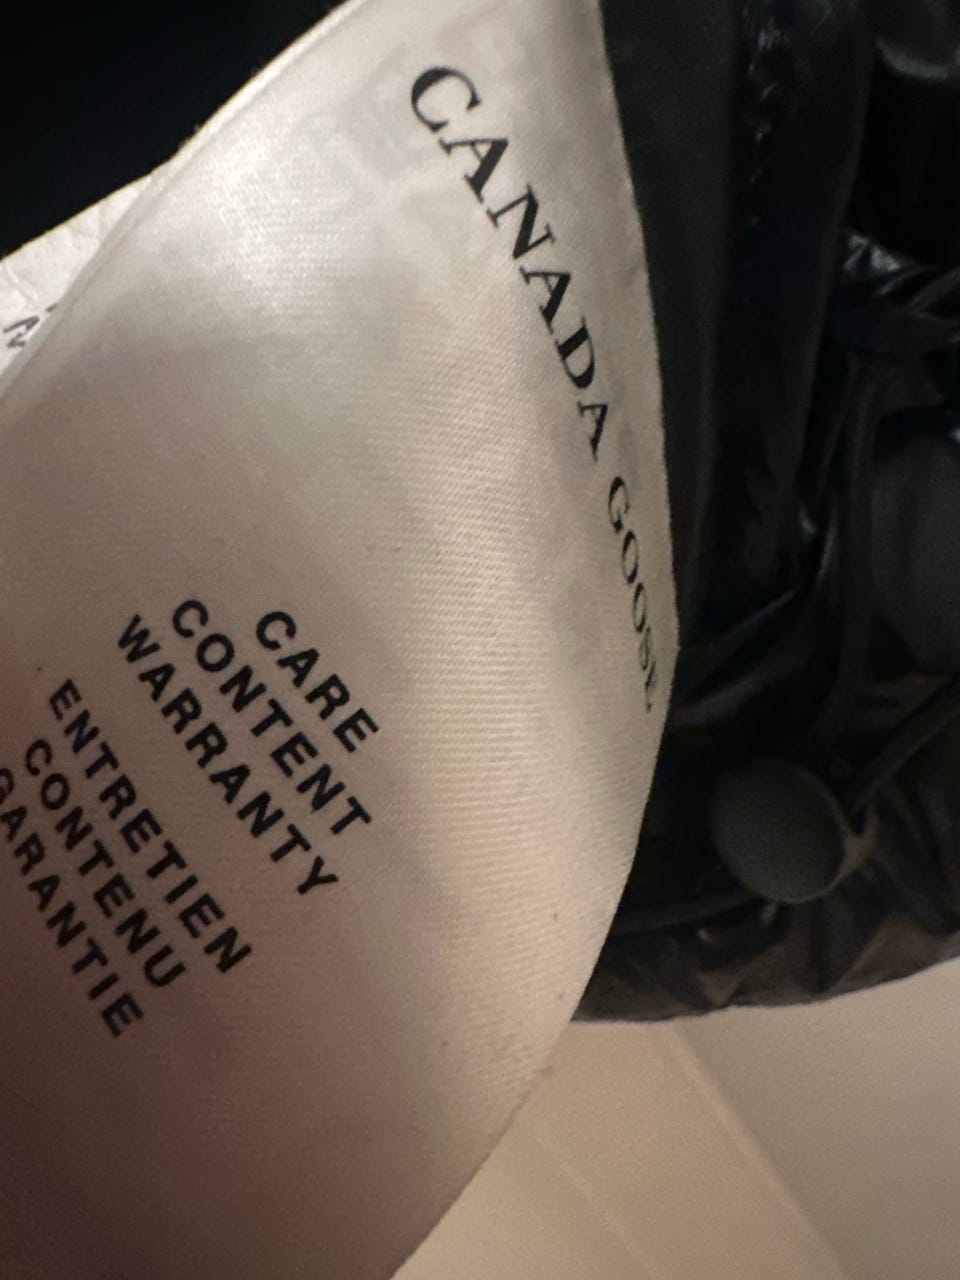 CANADA GOOSE
CARE
CONTENT
WARRANTY
ENTRETIEN
CONTENU
GARANTIE